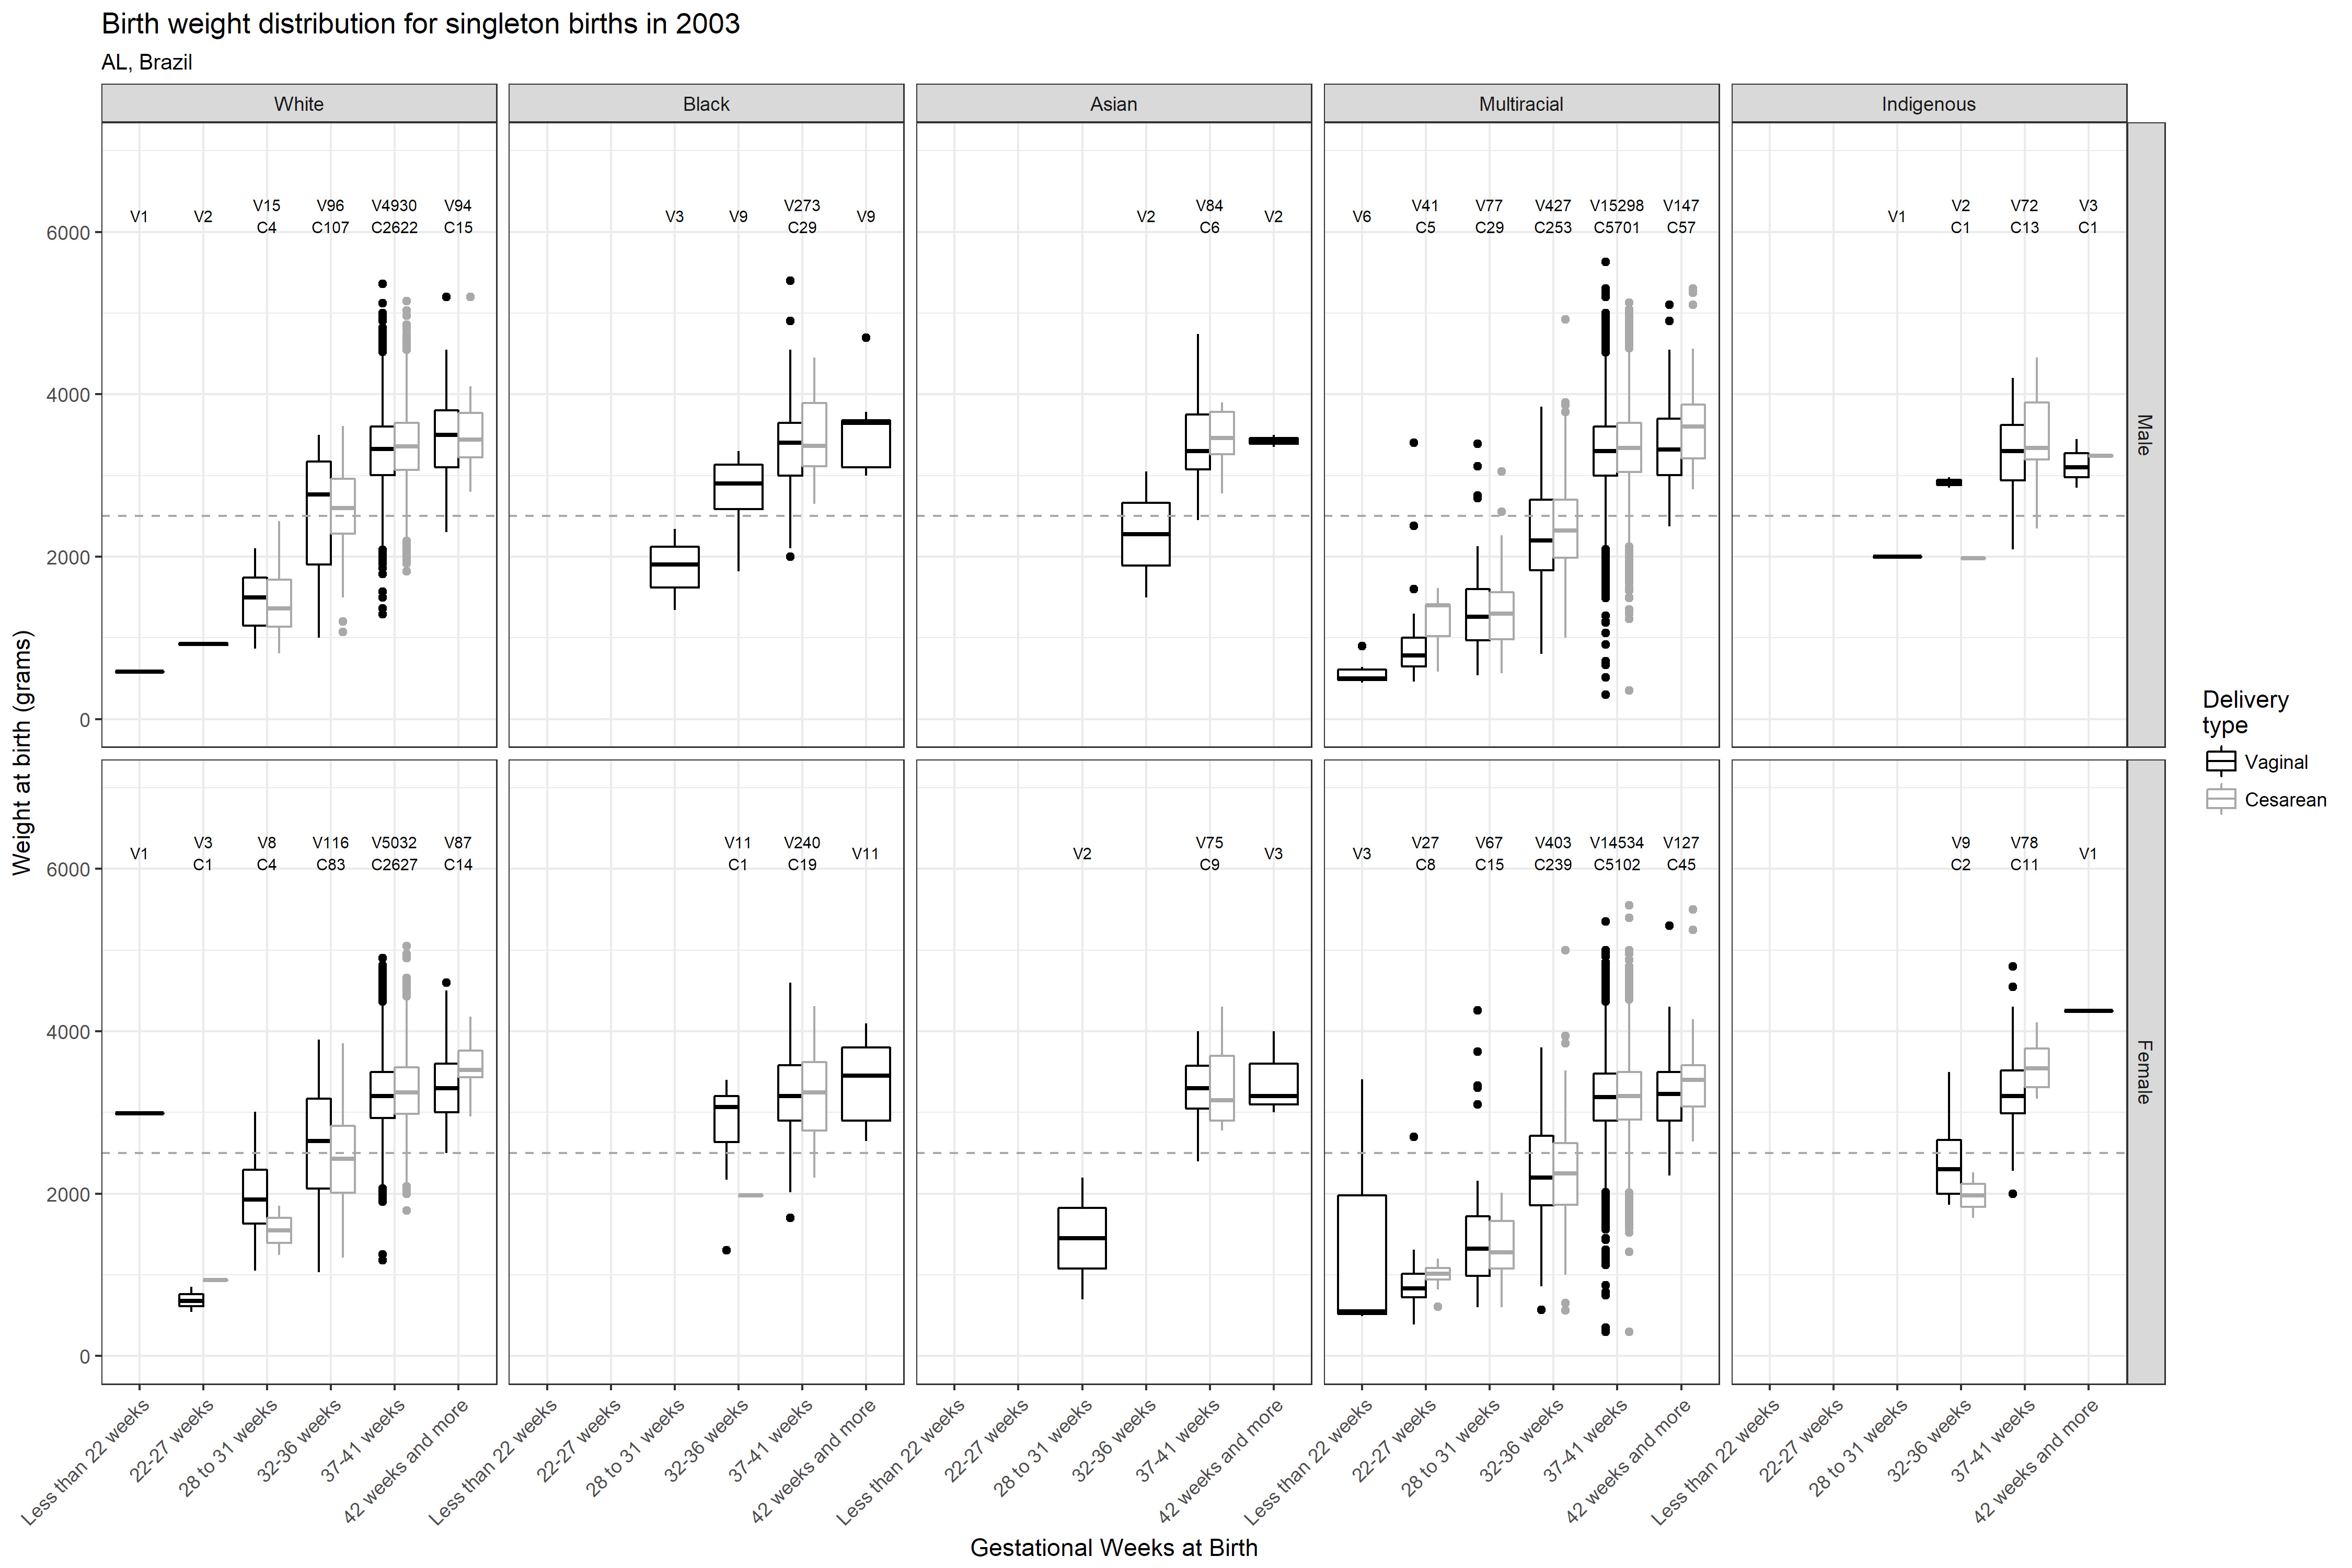 Birth weight distribution for singleton births in 2003
AL, Brazil
White Black Asian Multiracial Indigenous
V1 V2 V15 V96 V4930 V94
C4 C107 C2622 C15
V3 V9 V273 V9
C29
V2 V84 V2
C6
V6 V41 V77 V427 V15298 V147
C5 C29 C253 C5701 C57
V1 V2 V72 V3
C1 C13 C1
6000
4000
2000
0
Male
V1 V3 V8 V116 V5032 V87
C1 C4 C83 C2627 C14
V11 V240 V11
C1 C19
V2 V75 V3
C9
V3 V27 V67 V403 V14534 V127
C8 C15 C239 C5102 C45
V9 V78 V1
C2 C11
6000
4000
2000
0
Female
Weight at birth (grams)
Less than 22 weeks 22-27 weeks 28 to 31 weeks 32-36 weeks 37-41 weeks 42 weeks and more
Less than 22 weeks 22-27 weeks 28 to 31 weeks 32-36 weeks 37-41 weeks 42 weeks and more
Less than 22 weeks 22-27 weeks 28 to 31 weeks 32-36 weeks 37-41 weeks 42 weeks and more
Less than 22 weeks 22-27 weeks 28 to 31 weeks 32-36 weeks 37-41 weeks 42 weeks and more
Less than 22 weeks 22-27 weeks 28 to 31 weeks 32-36 weeks 37-41 weeks 42 weeks and more
Gestational Weeks at Birth
Delivery
type
Vaginal
Cesarean